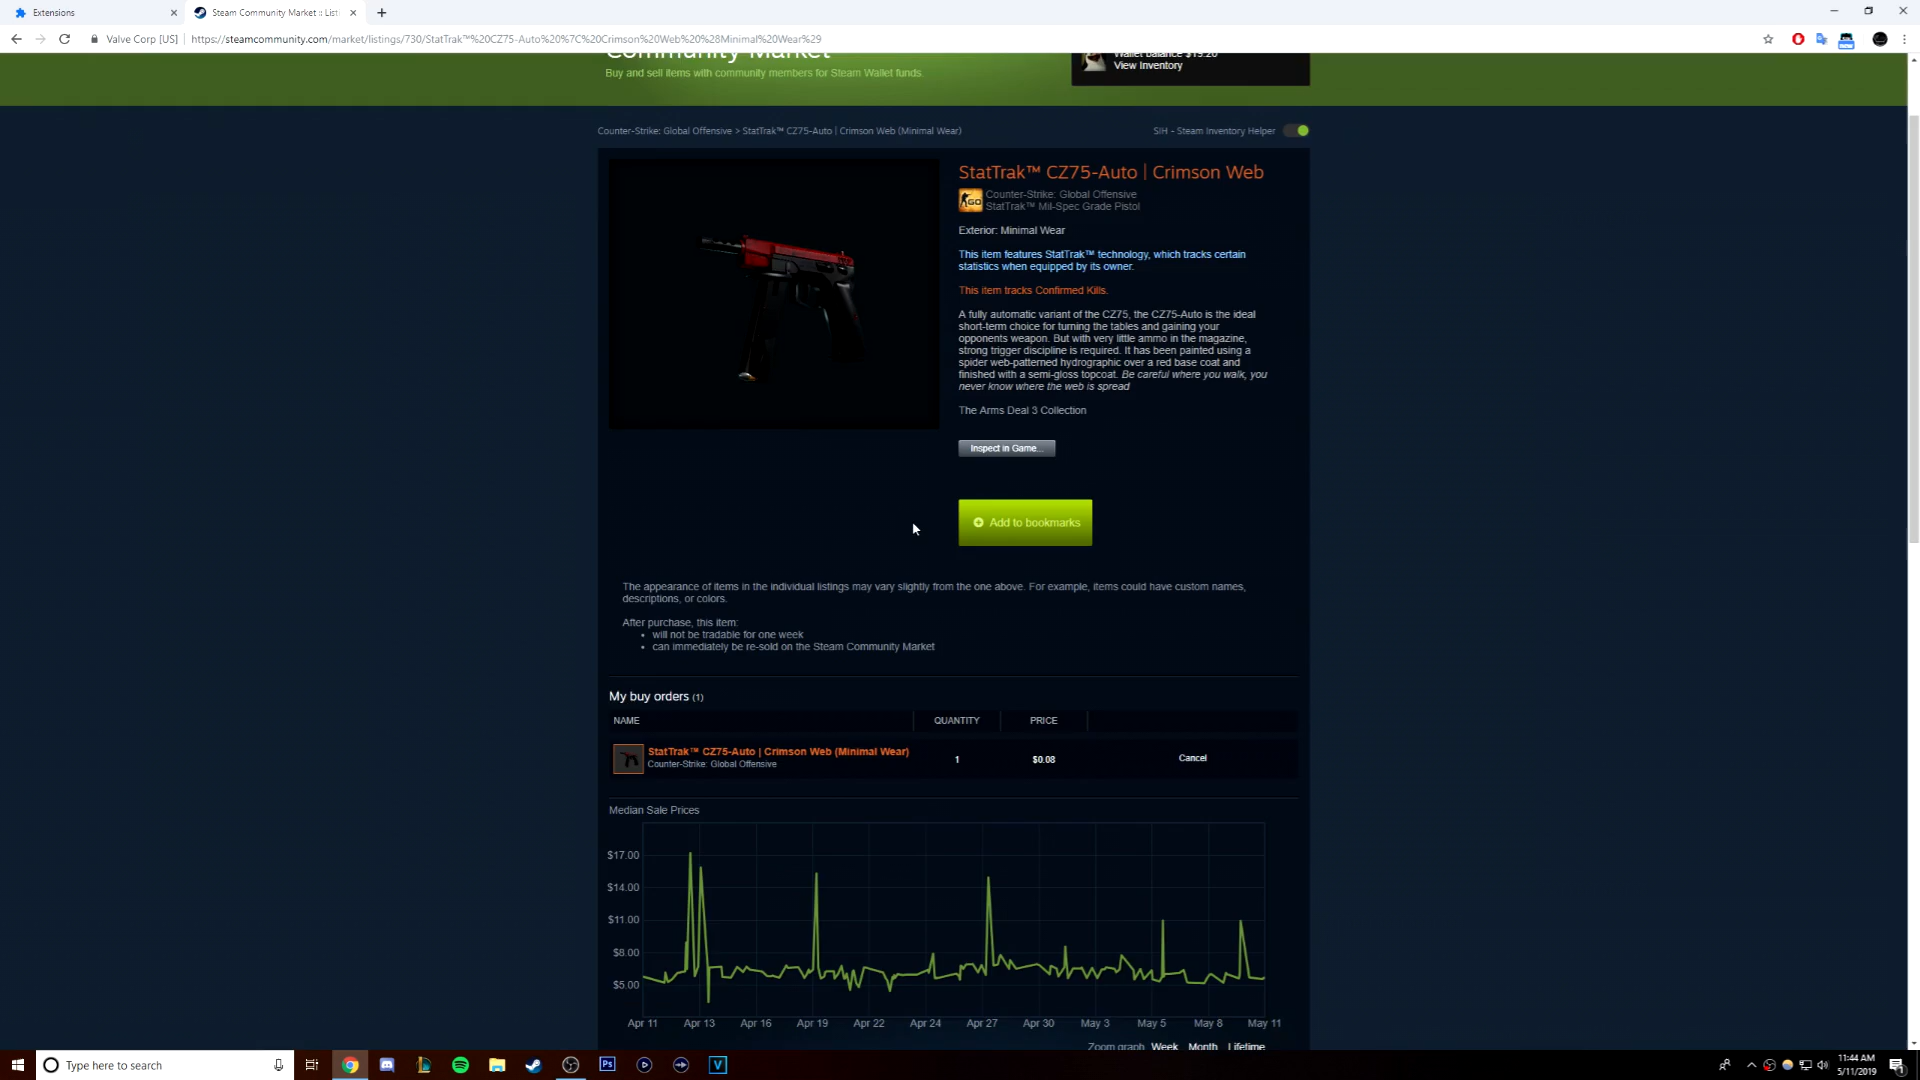 Extensions
Steam Community Market :: Listi
Valve Corp [US]
https://steamcommunity.com/market/listings/730/StatTrak™%20CZ75-Auto%20%7C%20Crimson%20Web%20%28Minimal%20Wear%29
Community Market
Buy and sell items with community members for Steam Wallet funds.
Wallet balance $19.20
View Inventory
Counter-Strike: Global Offensive > StatTrak™ CZ75-Auto | Crimson Web (Minimal Wear)
SIH - Steam Inventory Helper
StatTrak™ CZ75-Auto | Crimson Web
GO
Counter-Strike: Global Offensive
StatTrak™ Mil-Spec Grade Pistol
Exterior: Minimal Wear
This item features StatTrak™ technology, which tracks certain
statistics when equipped by its owner.
This item tracks Confirmed Kills.
A fully automatic variant of the CZ75, the CZ75-Auto is the ideal
short-term choice for turning the tables and gaining your
opponents weapon. But with very little ammo in the magazine,
strong trigger discipline is required. It has been painted using a
spider web-patterned hydrographic over a red base coat and
finished with a semi-gloss topcoat. Be careful where you walk, you
never know where the web is spread
The Arms Deal 3 Collection
Inspect in Game...
Add to bookmarks
The appearance of items in the individual listings may vary slightly from the one above. For example, items could have custom names,
descriptions, or colors.
After purchase, this item:
• will not be tradable for one week
• can immediately be re-sold on the Steam Community Market
My buy orders (1)
NAME QUANTITY PRICE
StatTrak™ CZ75-Auto | Crimson Web (Minimal Wear)
Counter-Strike: Global Offensive
1 $0.08 Cancel
Median Sale Prices
$17.00
$14.00
$11.00
$8.00
$5.00
Apr 11 Apr 13 Apr 16 Apr 19 Apr 22 Apr 24 Apr 27 Apr 30 May 3 May 5 May 8 May 11
Zoom graph Week Month Lifetime
Type here to search
Ps
V
11:44 AM
5/11/2019